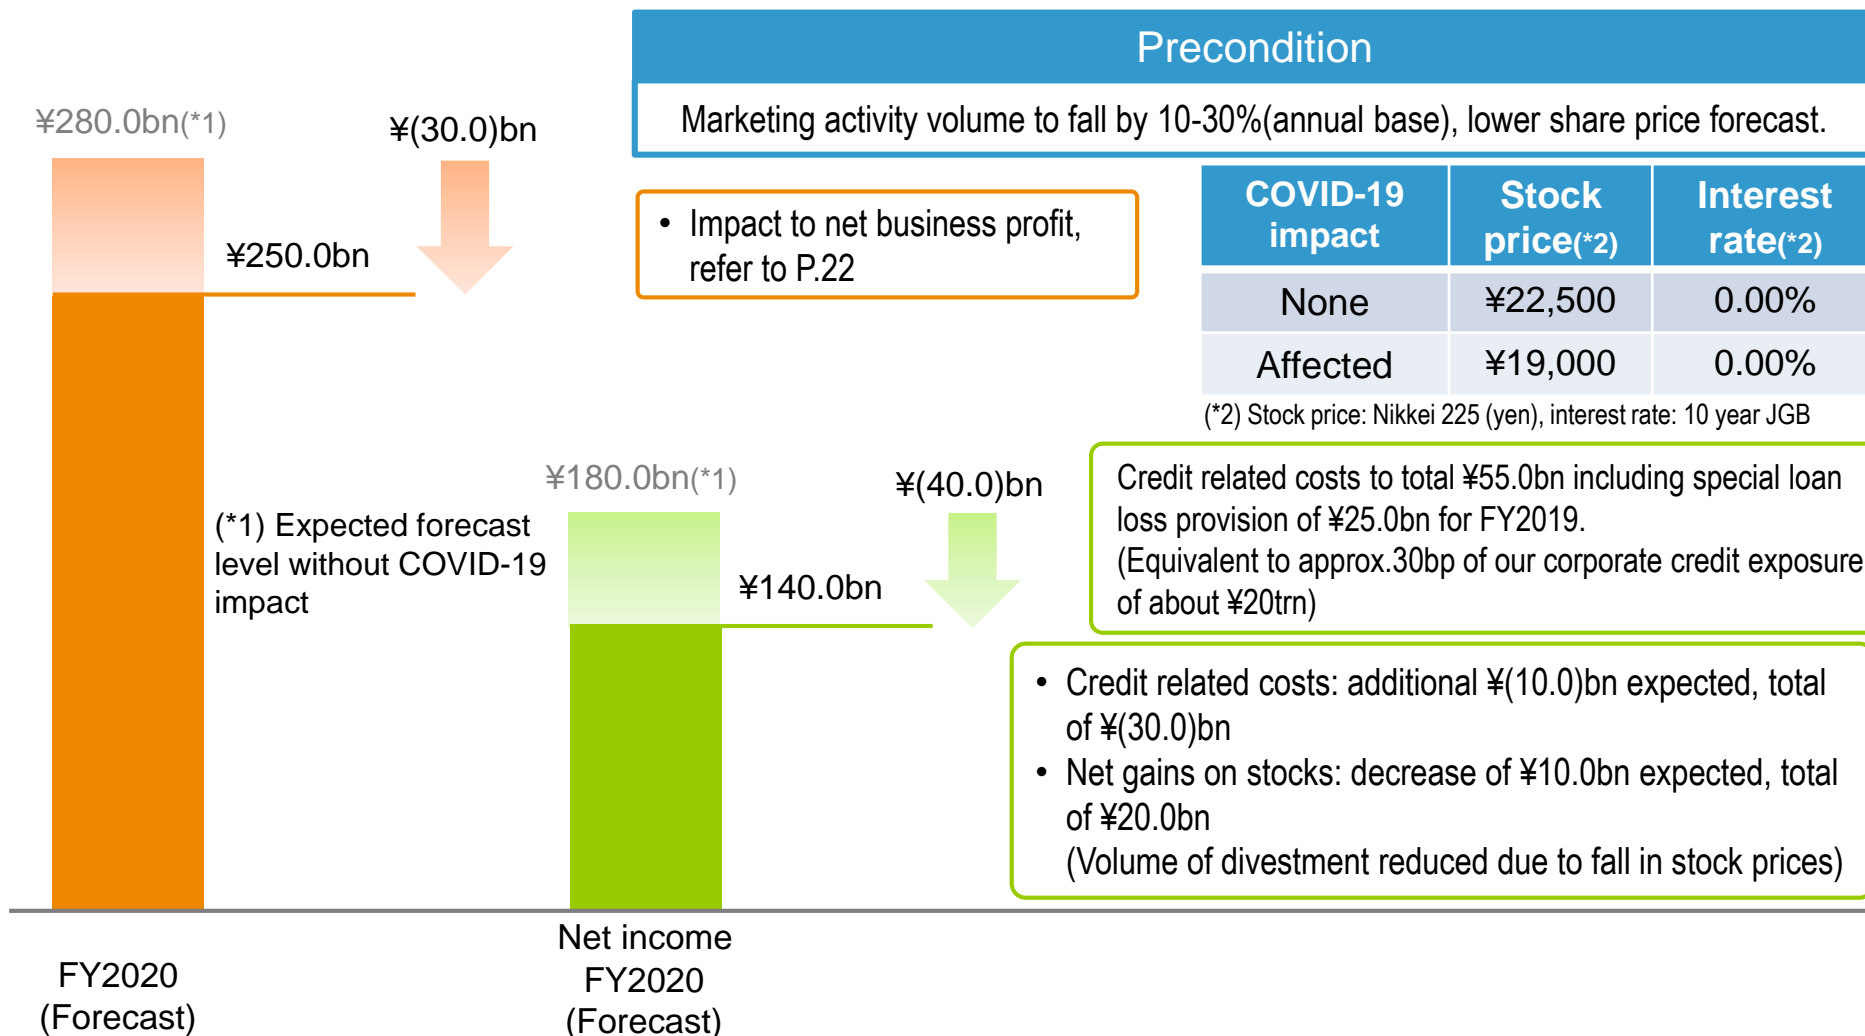 Precondition
Marketing activity volume to fall by 10-30%(annual base), lower share price forecast.
¥280.0bn(*1)
¥(30.0)bn
¥250.0bn
• Impact to net business profit,
refer to P.22
COVID-19
impact
Stock
price(*2)
Interest
rate(*2)
None
¥22,500
0.00%
Affected
¥19,000
0.00%
(*2) Stock price: Nikkei 225 (yen), interest rate: 10 year JGB
¥180.0bn(*1)
¥(40.0)bn
(*1) Expected forecast
level without COVID-19
impact
¥140.0bn
Credit related costs to total ¥55.0bn including special loan
loss provision of ¥25.0bn for FY2019.
(Equivalent to approx.30bp of our corporate credit exposure
of about ¥20trn)
• Credit related costs: additional ¥(10.0)bn expected, total
of ¥(30.0)bn
• Net gains on stocks: decrease of ¥10.0bn expected, total
of ¥20.0bn
(Volume of divestment reduced due to fall in stock prices)
FY2020
(Forecast)
Net income
FY2020
(Forecast)